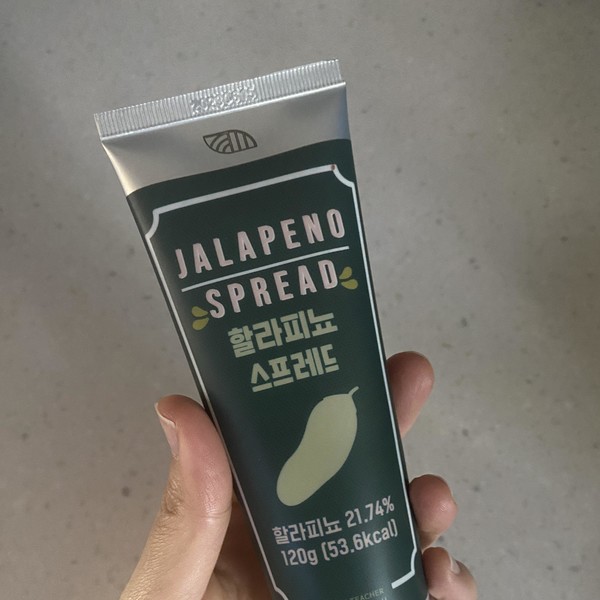 JALAPENO
SPREAD
할라피뇨
스프레드
할라피뇨 21.74%
120g (53.6kcal)